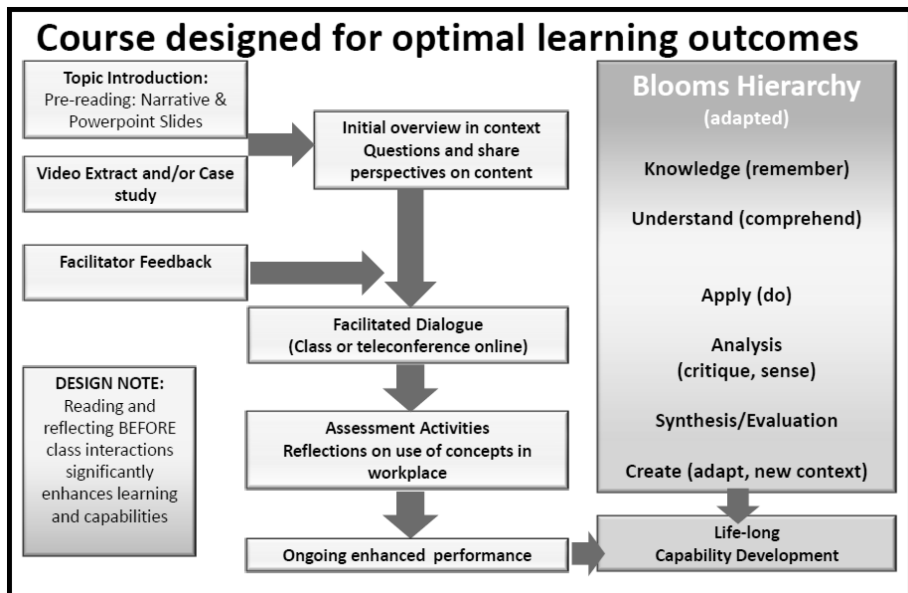 Course designed for optimal learning outcomes
Topic Introduction:
Pre-reading: Narrative &
Powerpoint Slides
Video Extract and/or Case
study
Initial overview in context
Questions and share
perspectives on content
Facilitator Feedback
Facilitated Dialogue
(Class or teleconference online)
DESIGN NOTE:
Reading and
reflecting BEFORE
class interactions
significantly
enhances learning
and capabilities
Assessment Activities
Reflections on use of concepts in
workplace
Ongoing enhanced performance
Blooms Hierarchy
(adapted)
Knowledge (remember)
Understand (comprehend)
Apply (do)
Analysis
(critique, sense)
Synthesis/Evaluation
Create (adapt, new context)
Life-long
Capability Development